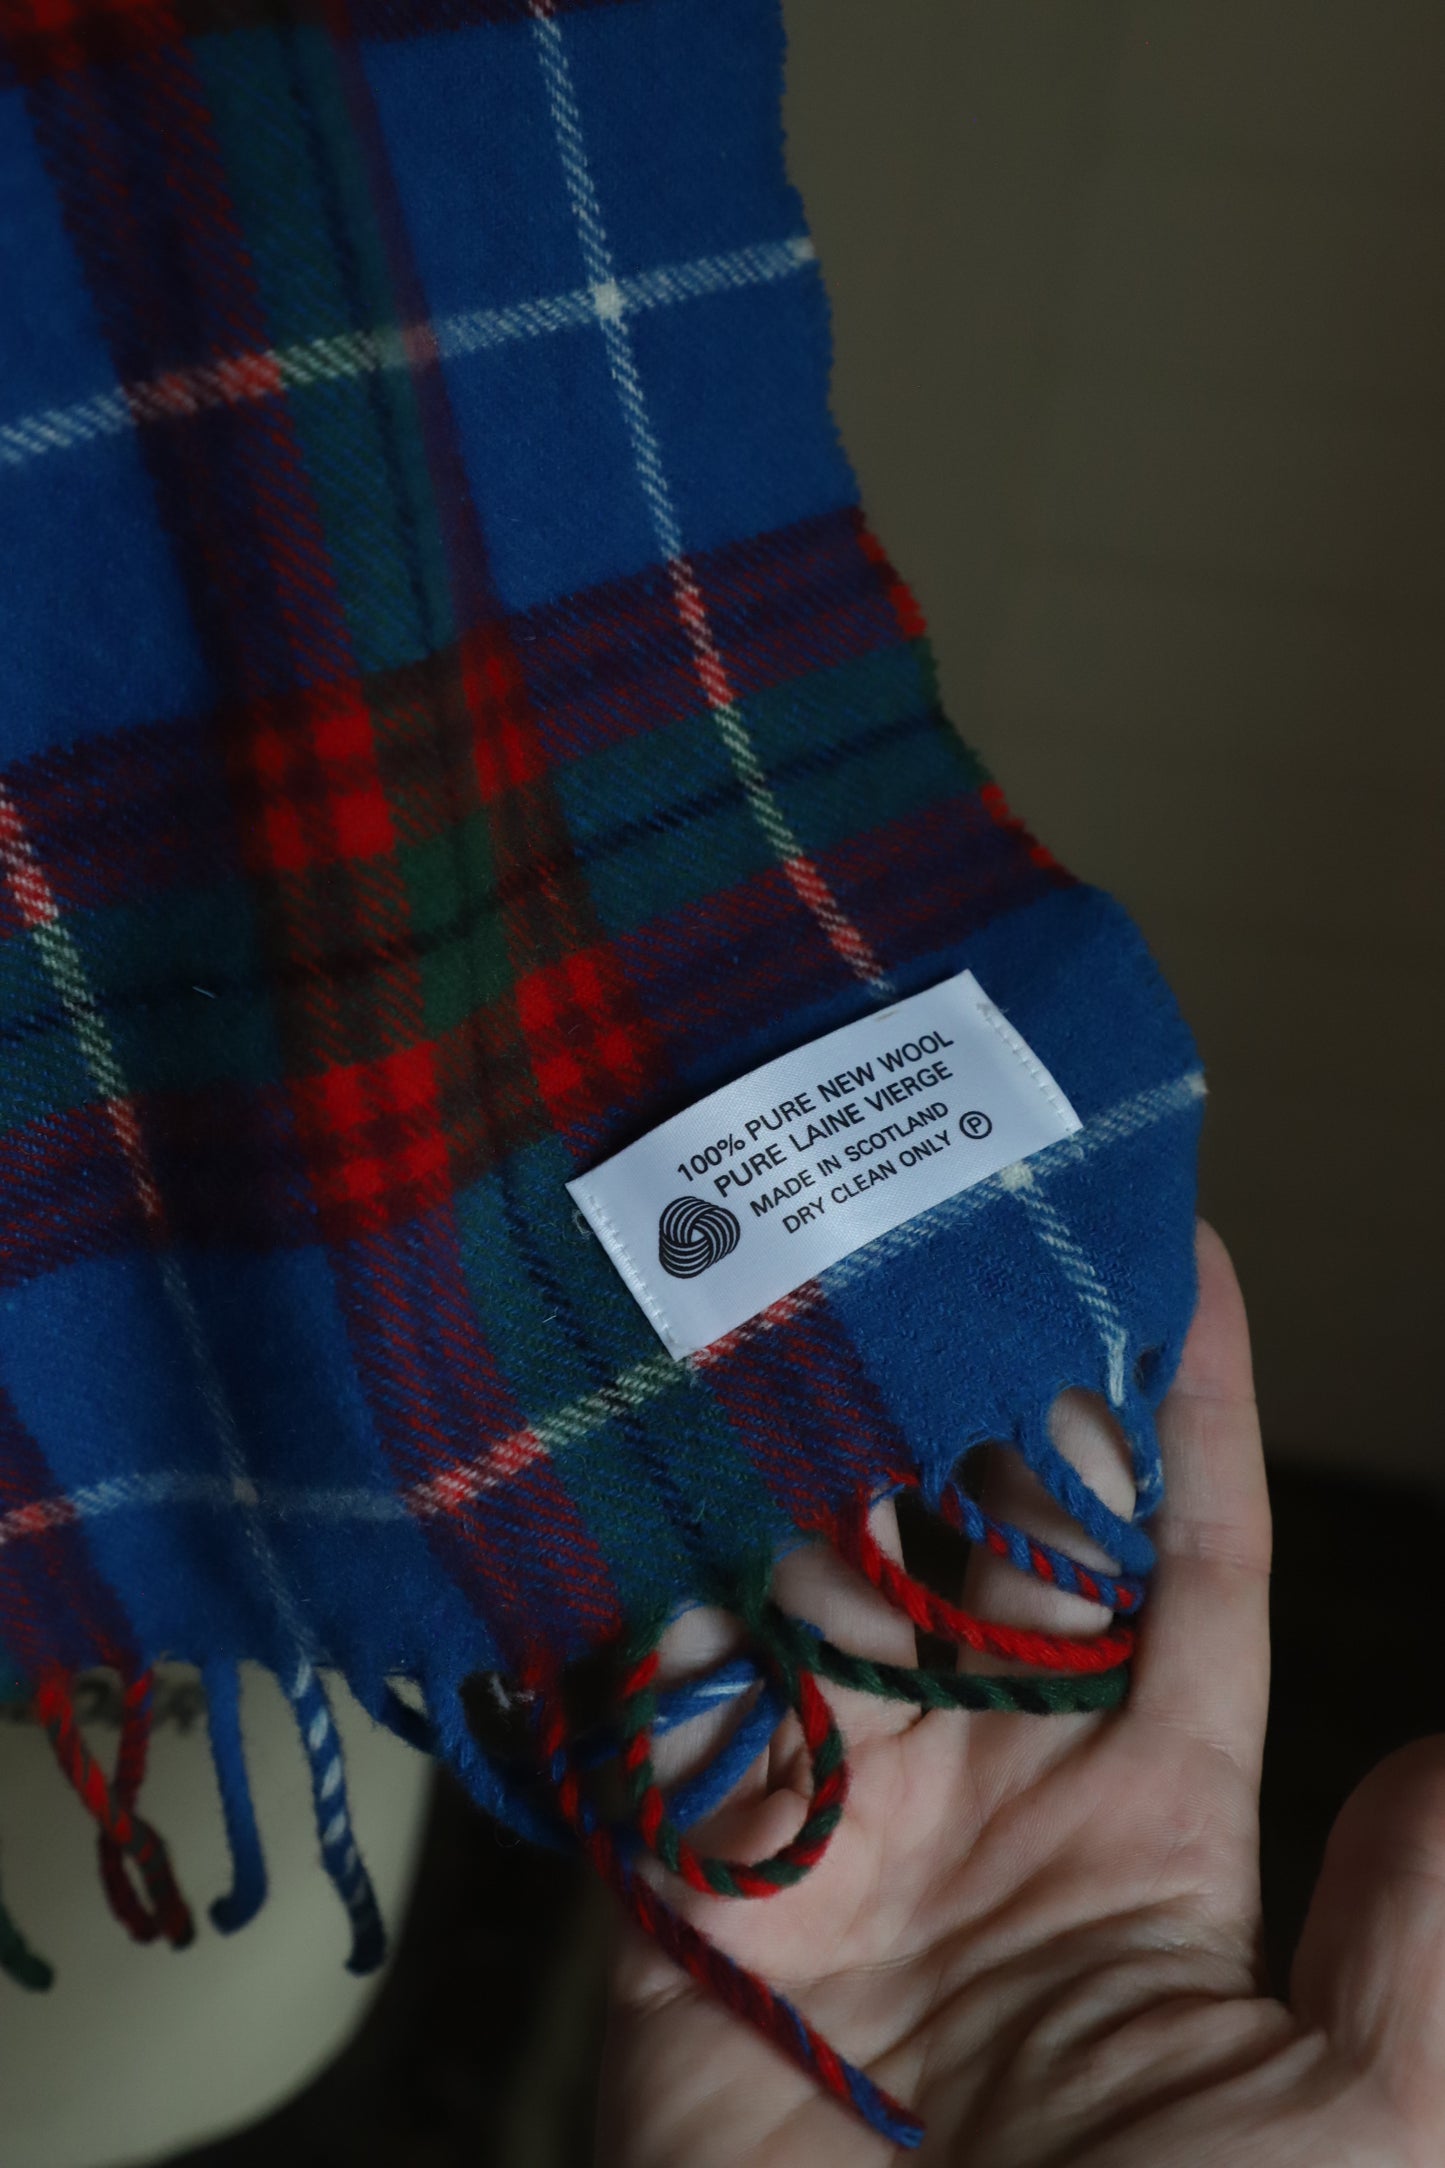 100% PURE NEW WOOL
PURE LAINE VIERGE
MADE IN SCOTLAND
DRY CLEAN ONLY Ⓟ